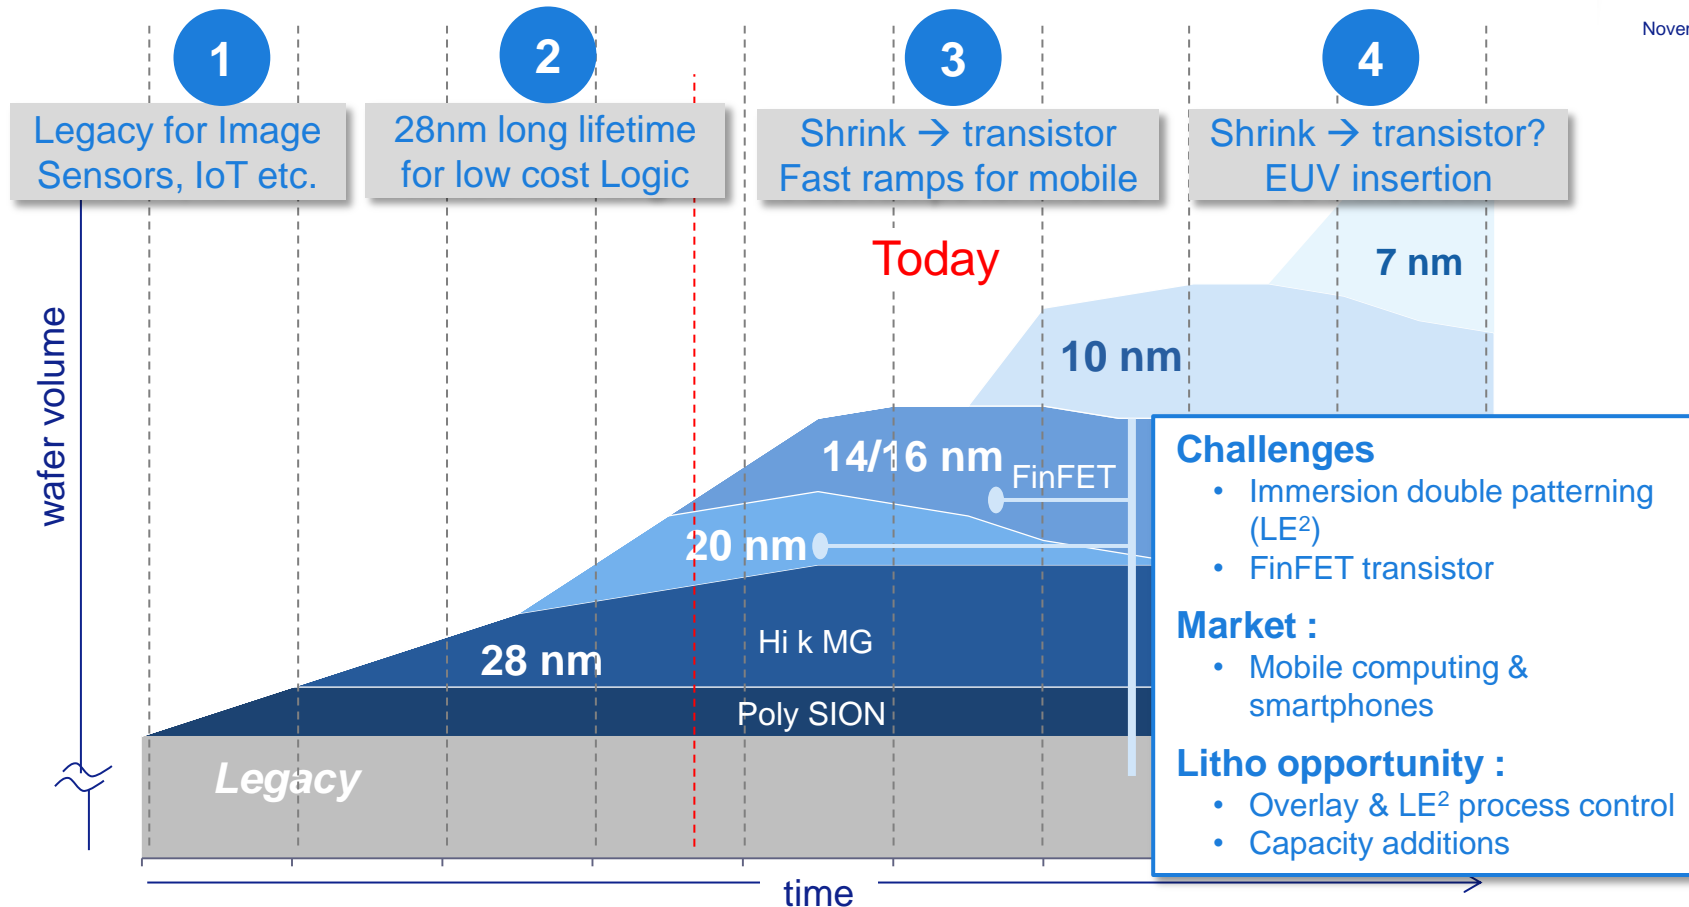 Nover
1
2
3
4
Legacy for Image
Sensors, IoT etc.
28nm long lifetime
for low cost Logic
Shrink → transistor
Fast ramps for mobile
Shrink → transistor?
EUV insertion
Today
7 nm
10 nm
wafer volume
14/16 nm
FinFET
20 nm
Hi k MG
28 nm
Poly SION
Legacy
Challenges
• Immersion double patterning
(LE²)
• FinFET transistor
Market :
• Mobile computing &
smartphones
Litho opportunity :
• Overlay & LE² process control
• Capacity additions
time